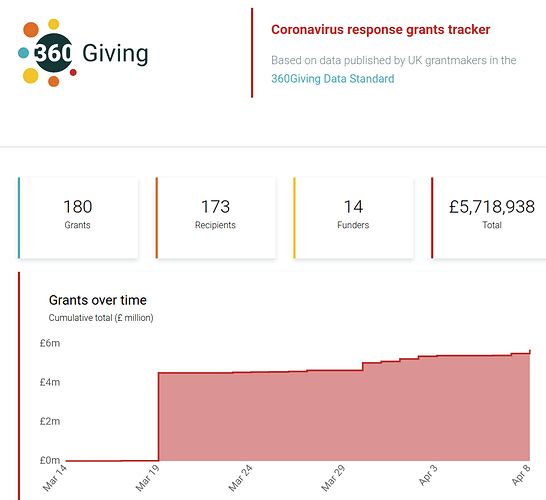 360 Giving
Coronavirus response grants tracker
Based on data published by UK grantmakers in the
360Giving Data Standard
180
Grants
173
Recipients
14
Funders
£5,718,938
Total
Grants over time
Cumulative total (£ million)
£6m
£4m
£2m
£0m
Mar 14
Mar 19
Mar 24
Mar 29
Apr 3
Apr 8